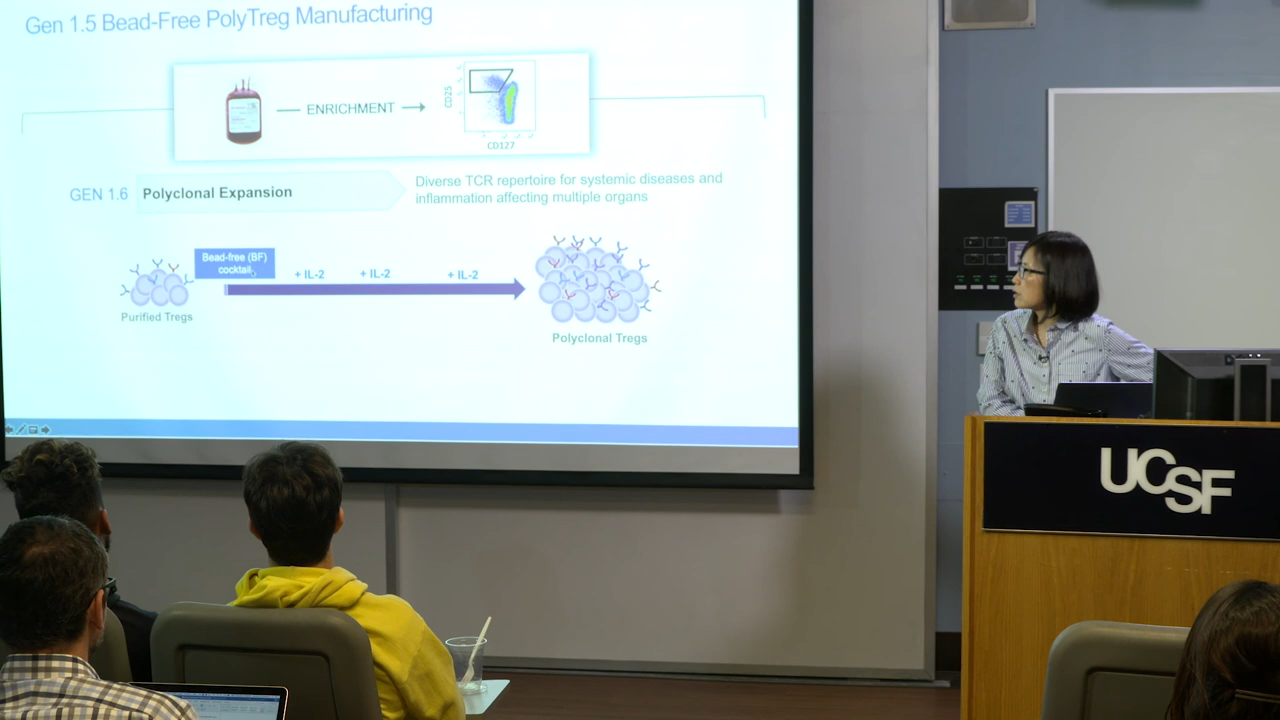 Gen 1.5 Bead-Free PolyTreg Manufacturing
ENRICHMENT
CD25
CD127
GEN 1.6
Polyclonal Expansion
Diverse TCR repertoire for systemic diseases and
inflammation affecting multiple organs
Bead-free (BF)
cocktail
+ IL-2
+ IL-2
+ IL-2
Purified Tregs
Polyclonal Tregs
UCSF